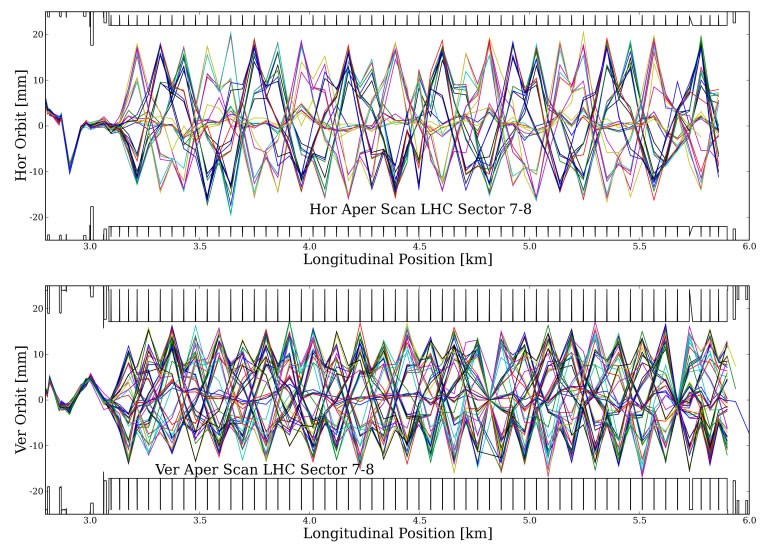 20
10
0
-10
-20
Hor Orbit [mm]
Hor Aper Scan LHC Sector 7-8
3.0 3.5 4.0 4.5 5.0 5.5 6.0
Longitudinal Position [km]
20
10
0
-10
-20
Ver Orbit [mm]
Ver Aper Scan LHC Sector 7-8
3.0 3.5 4.0 4.5 5.0 5.5 6.0
Longitudinal Position [km]